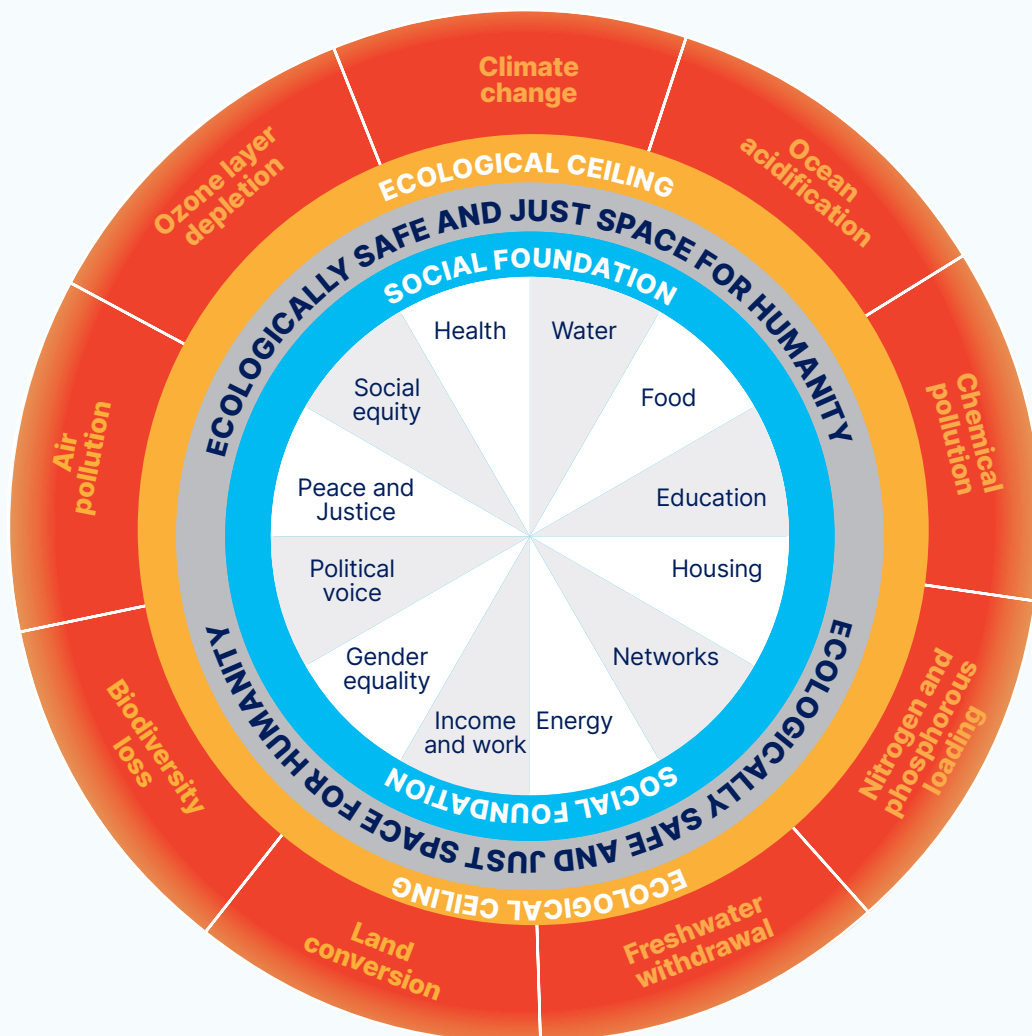 Climate
change
Ocean
acidification
Chemical
pollution
Nitrogen and
phosphorous
loading
Freshwater
withdrawal
Land
conversion
Biodiversity
loss
Air
pollution
Ozone layer
depletion
ECOLOGICAL CEILING
ECOLOGICALLY SAFE AND JUST SPACE FOR HUMANITY
SOCIAL FOUNDATION
Water
Food
Education
Housing
Networks
Energy
Income
and work
Gender
equality
Political
voice
Peace and
Justice
Social
equity
Health
SOCIAL FOUNDATION
ECOLOGICALLY SAFE AND JUST SPACE FOR HUMANITY
ECOLOGICAL CEILING